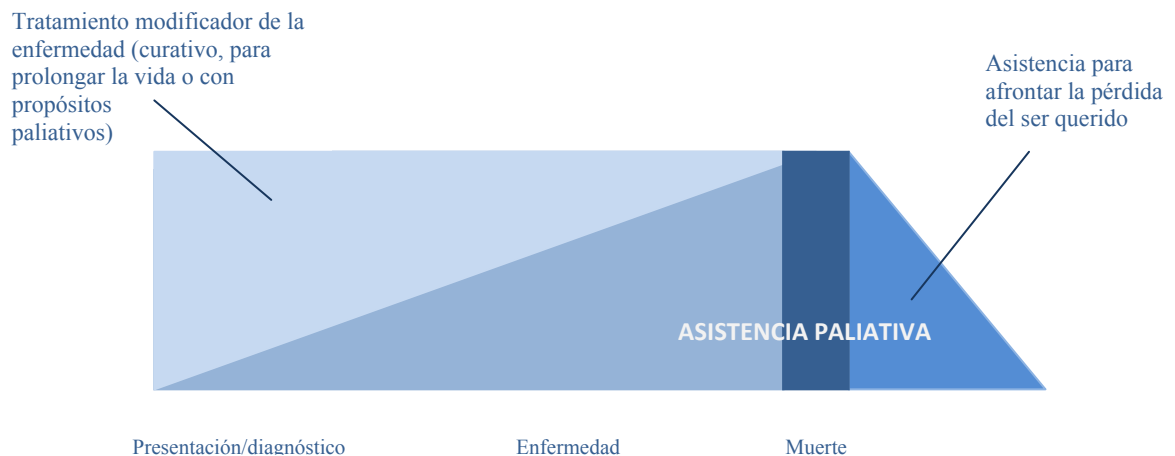 Tratamiento modificador de la
enfermedad (curativo, para
prolongar la vida o con
propósitos
paliativos)
Asistencia para
afrontar la pérdida
del ser querido
ASISTENCIA PALIATIVA
Presentación/diagnóstico
Enfermedad
Muerte